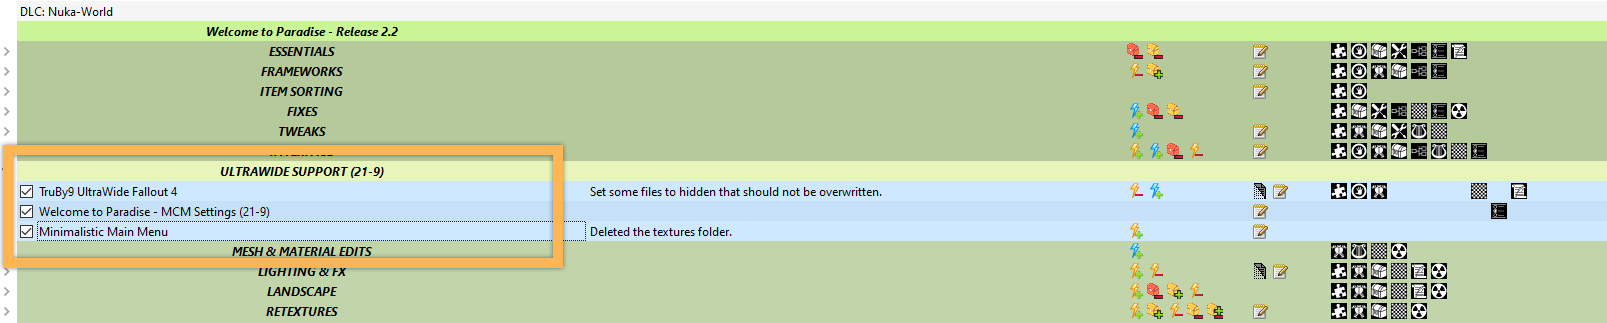 DLC: Nuka-World
Welcome to Paradise - Release 2.2
ESSENTIALS
FRAMEWORKS
ITEM SORTING
FIXES
TWEAKS
INTERFACE
ULTRAWIDE SUPPORT (21-9)
TruBy9 UltraWide Fallout 4 Set some files to hidden that should not be overwritten.
Welcome to Paradise - MCM Settings (21-9)
Minimalistic Main Menu Deleted the textures folder.
MESH & MATERIAL EDITS
LIGHTING & FX
LANDSCAPE
RETEXTURES